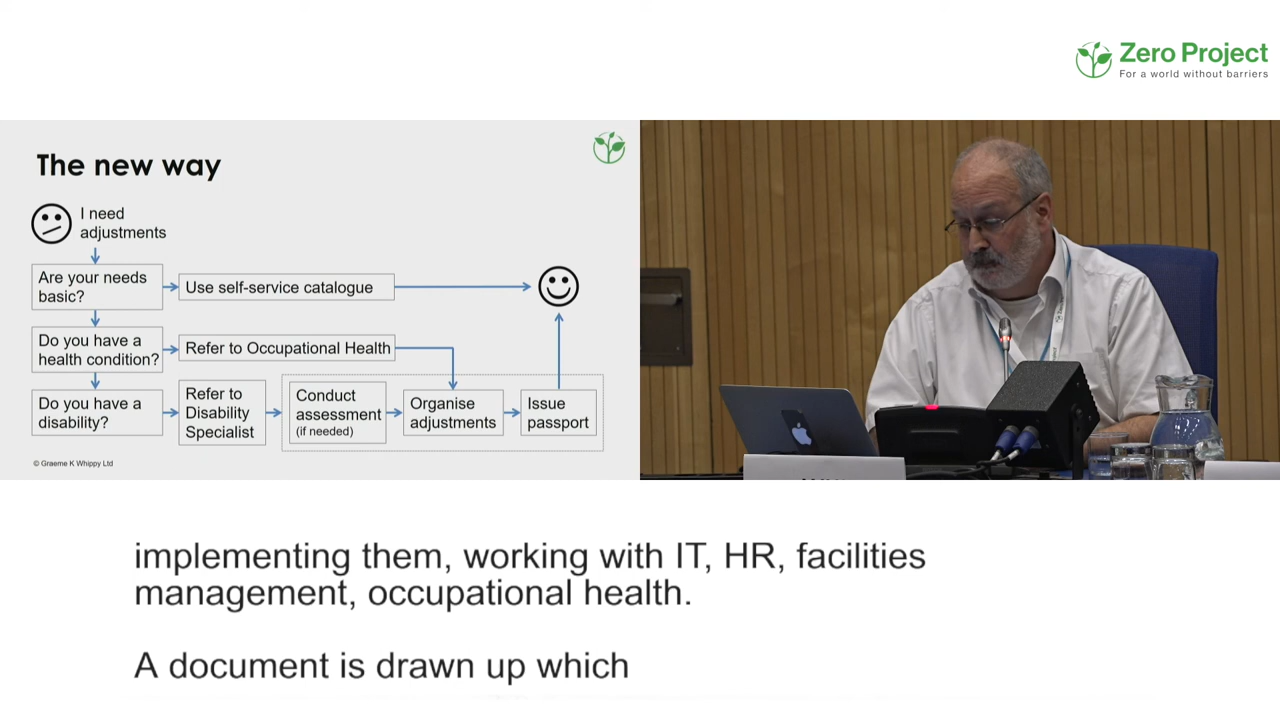 Zero Project
For a world without barriers
The new way
I need
adjustments
Are your needs
basic?
Use self-service catalogue
Do you have a
health condition?
Refer to Occupational Health
Do you have a
disability?
Refer to
Disability
Specialist
Conduct
assessment
(if needed)
Organise
adjustments
Issue
passport
© Graeme K Whippy Ltd
implementing them, working with IT, HR, facilities
management, occupational health.
A document is drawn up which